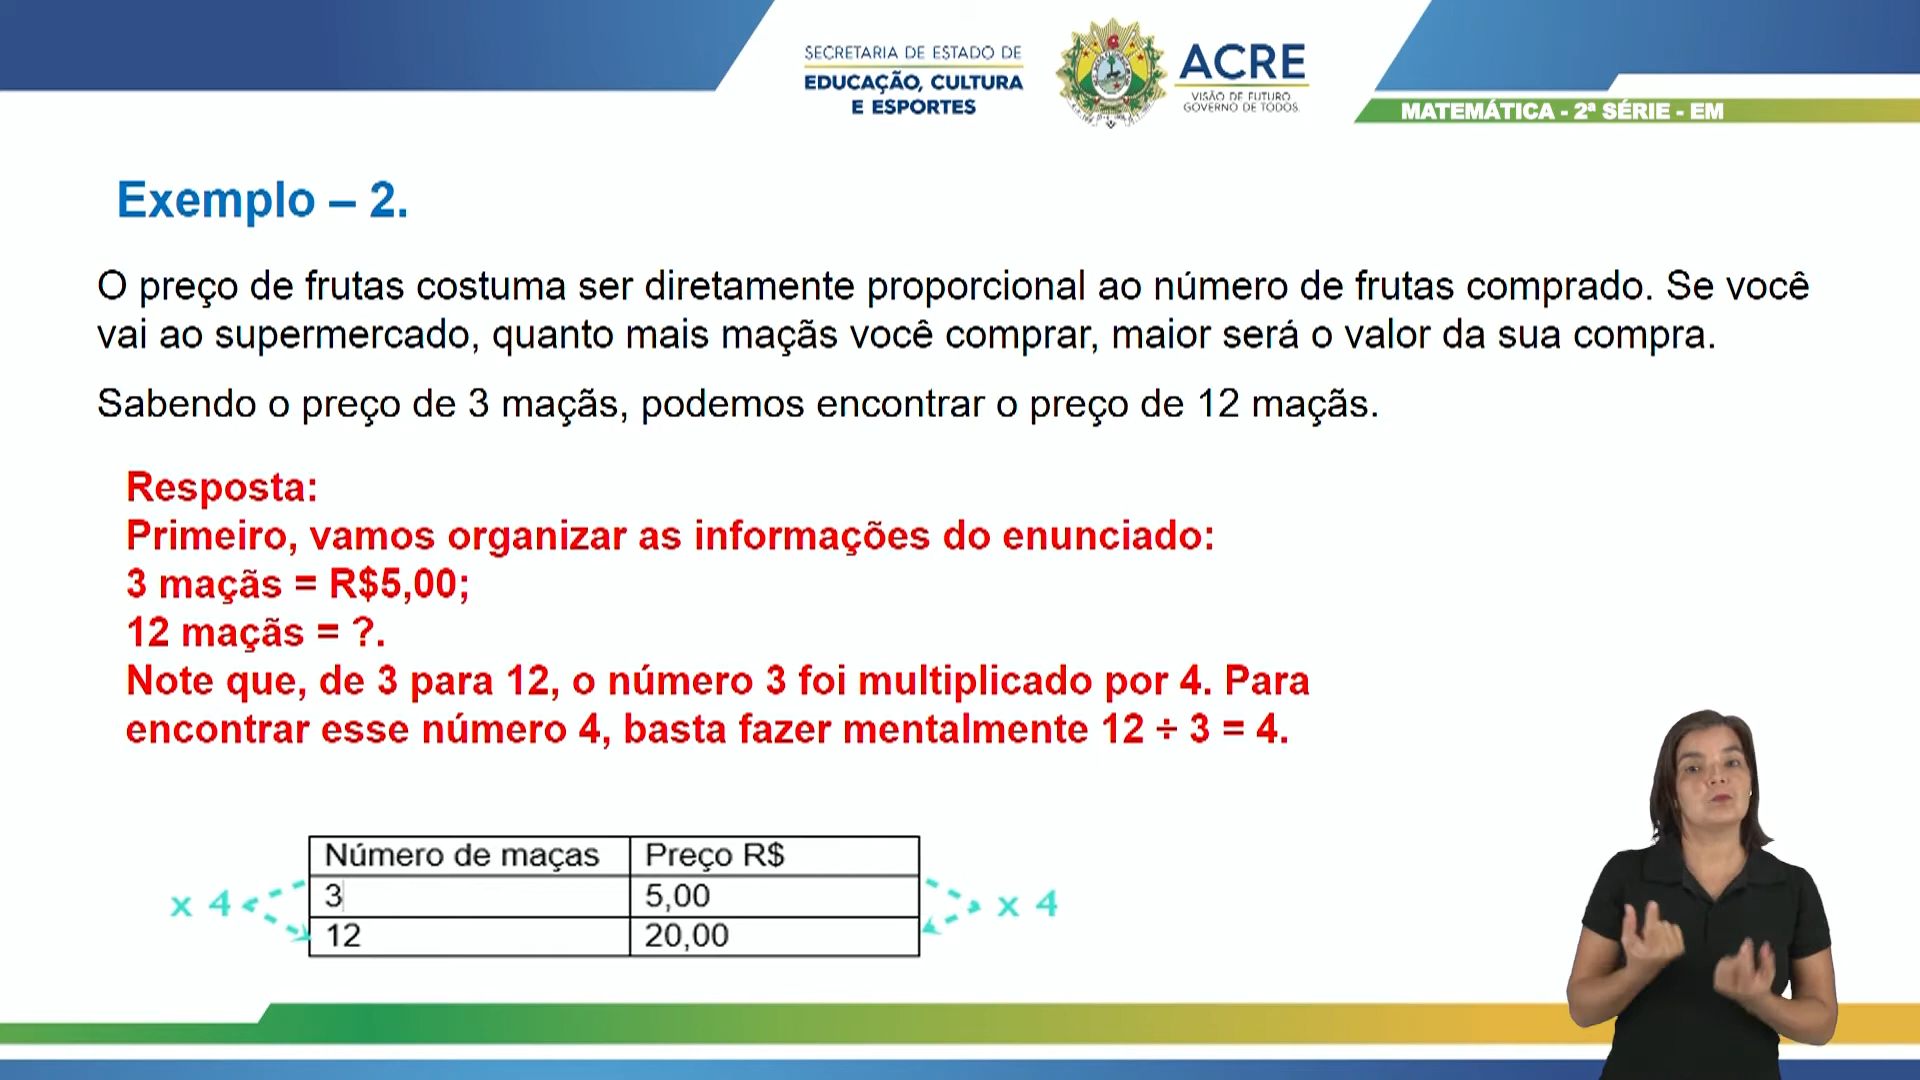 SECRETARIA DE ESTADO DE
EDUCAÇÃO, CULTURA
E ESPORTES
ACRE
VISÃO DE FUTURO
GOVERNO DE TODOS.
MATEMÁTICA - 2ª SÉRIE - EM
Exemplo – 2.
O preço de frutas costuma ser diretamente proporcional ao número de frutas comprado. Se você
vai ao supermercado, quanto mais maçãs você comprar, maior será o valor da sua compra.
Sabendo o preço de 3 maçãs, podemos encontrar o preço de 12 maçãs.
Resposta:
Primeiro, vamos organizar as informações do enunciado:
3 maçãs = R$5,00;
12 maçãs = ?.
Note que, de 3 para 12, o número 3 foi multiplicado por 4. Para
encontrar esse número 4, basta fazer mentalmente 12 ÷ 3 = 4.
Número de maças Preço R$
x 4 3 5,00 x 4
12 20,00